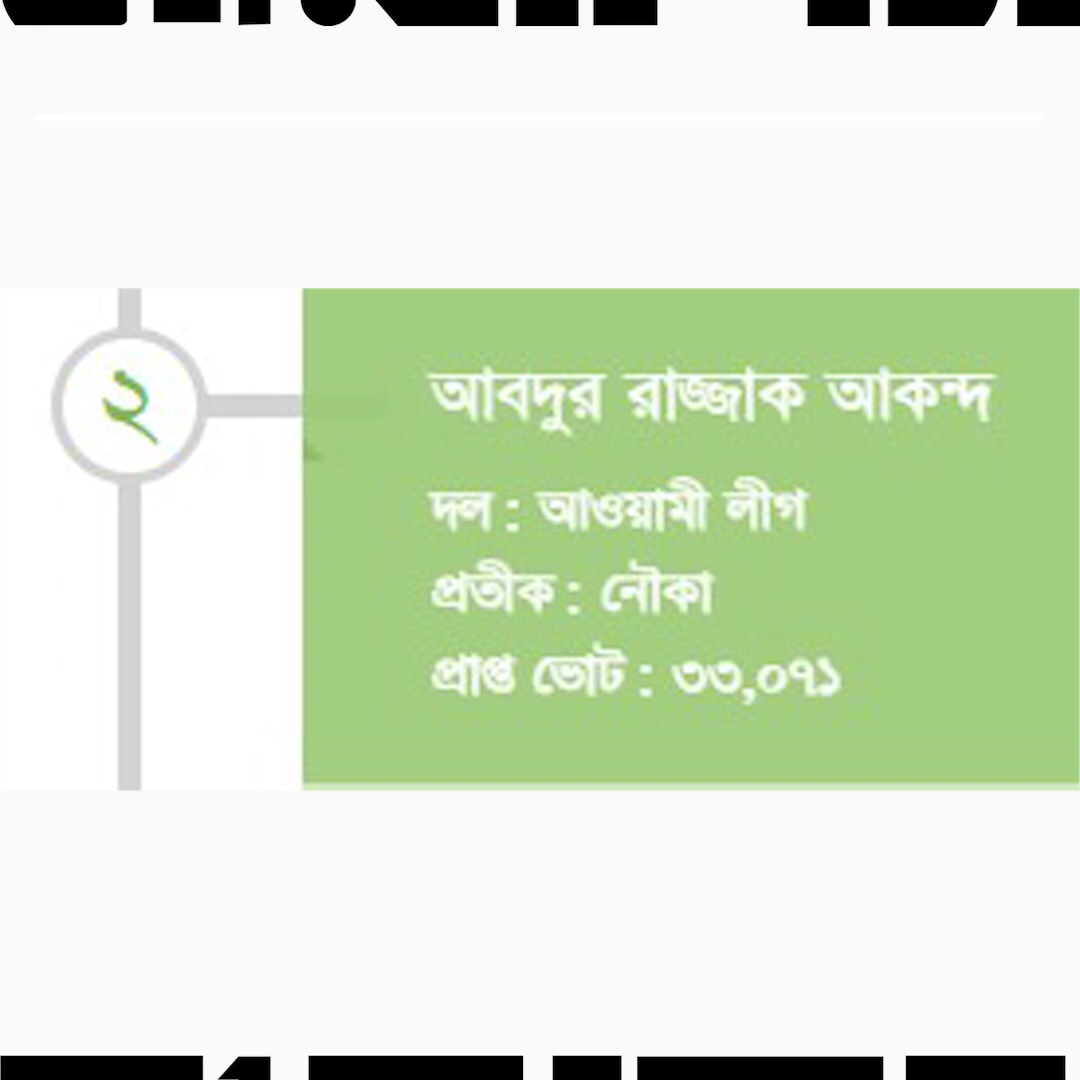 ২
আবদুর রাজ্জাক আকন্দ
দল : আওয়ামী লীগ
প্রতীক : নৌকা
প্রাপ্ত ভোট : ৩৩,০৭১